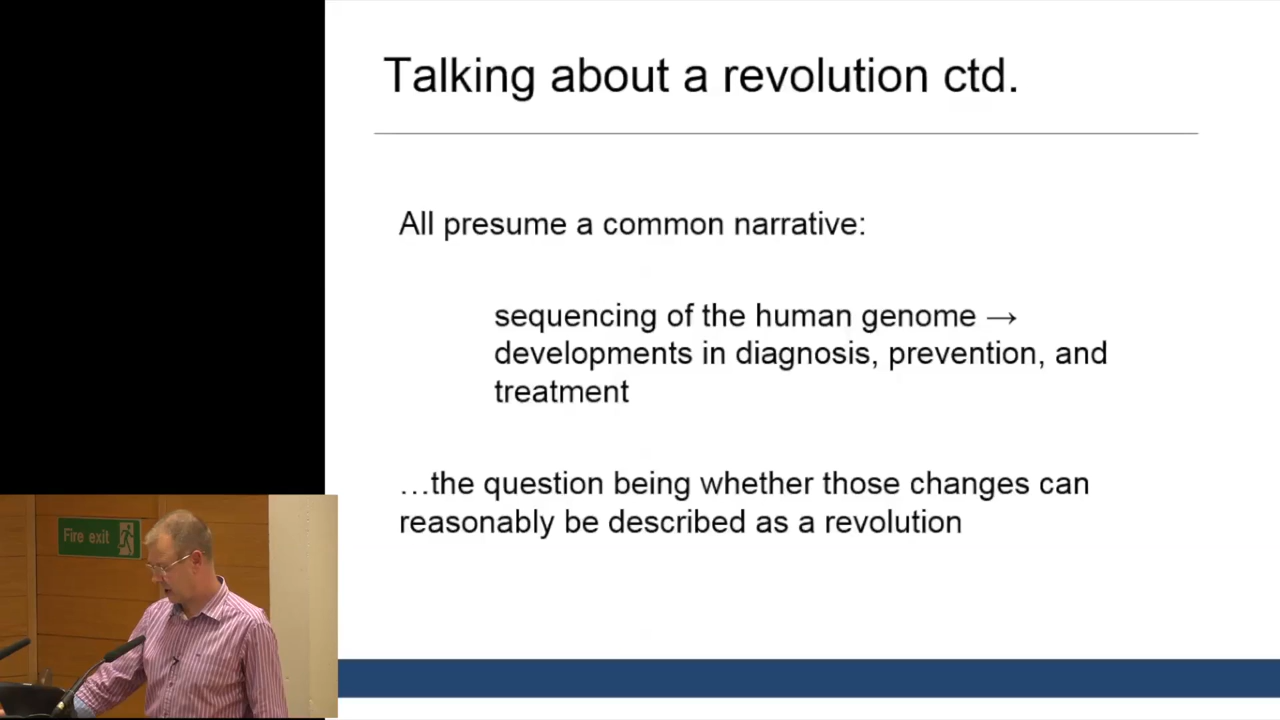 Talking about a revolution ctd.
All presume a common narrative:
sequencing of the human genome →
developments in diagnosis, prevention, and
treatment
…the question being whether those changes can
reasonably be described as a revolution
Fire exit